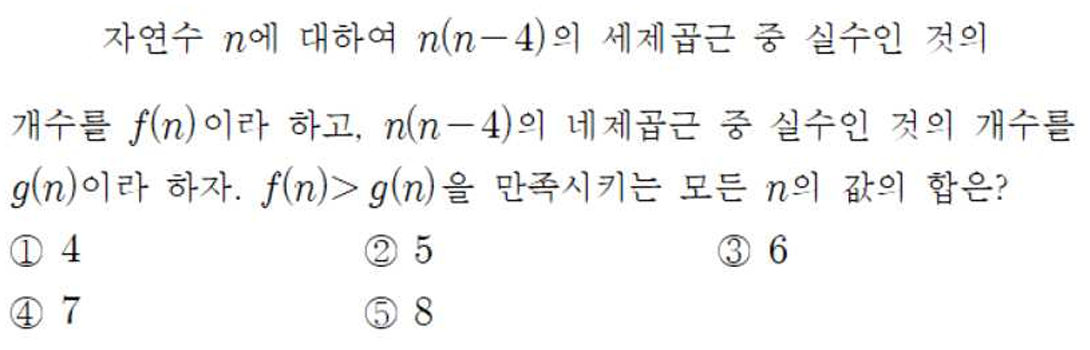 자연수 n에 대하여 n(n-4)의 세제곱근 중 실수인 것의
개수를 f(n)이라 하고, n(n-4)의 네제곱근 중 실수인 것의 개수를
g(n)이라 하자. f(n)> g(n)을 만족시키는 모든 n의 값의 합은?
① 4 ② 5 ③ 6
④ 7 ⑤ 8